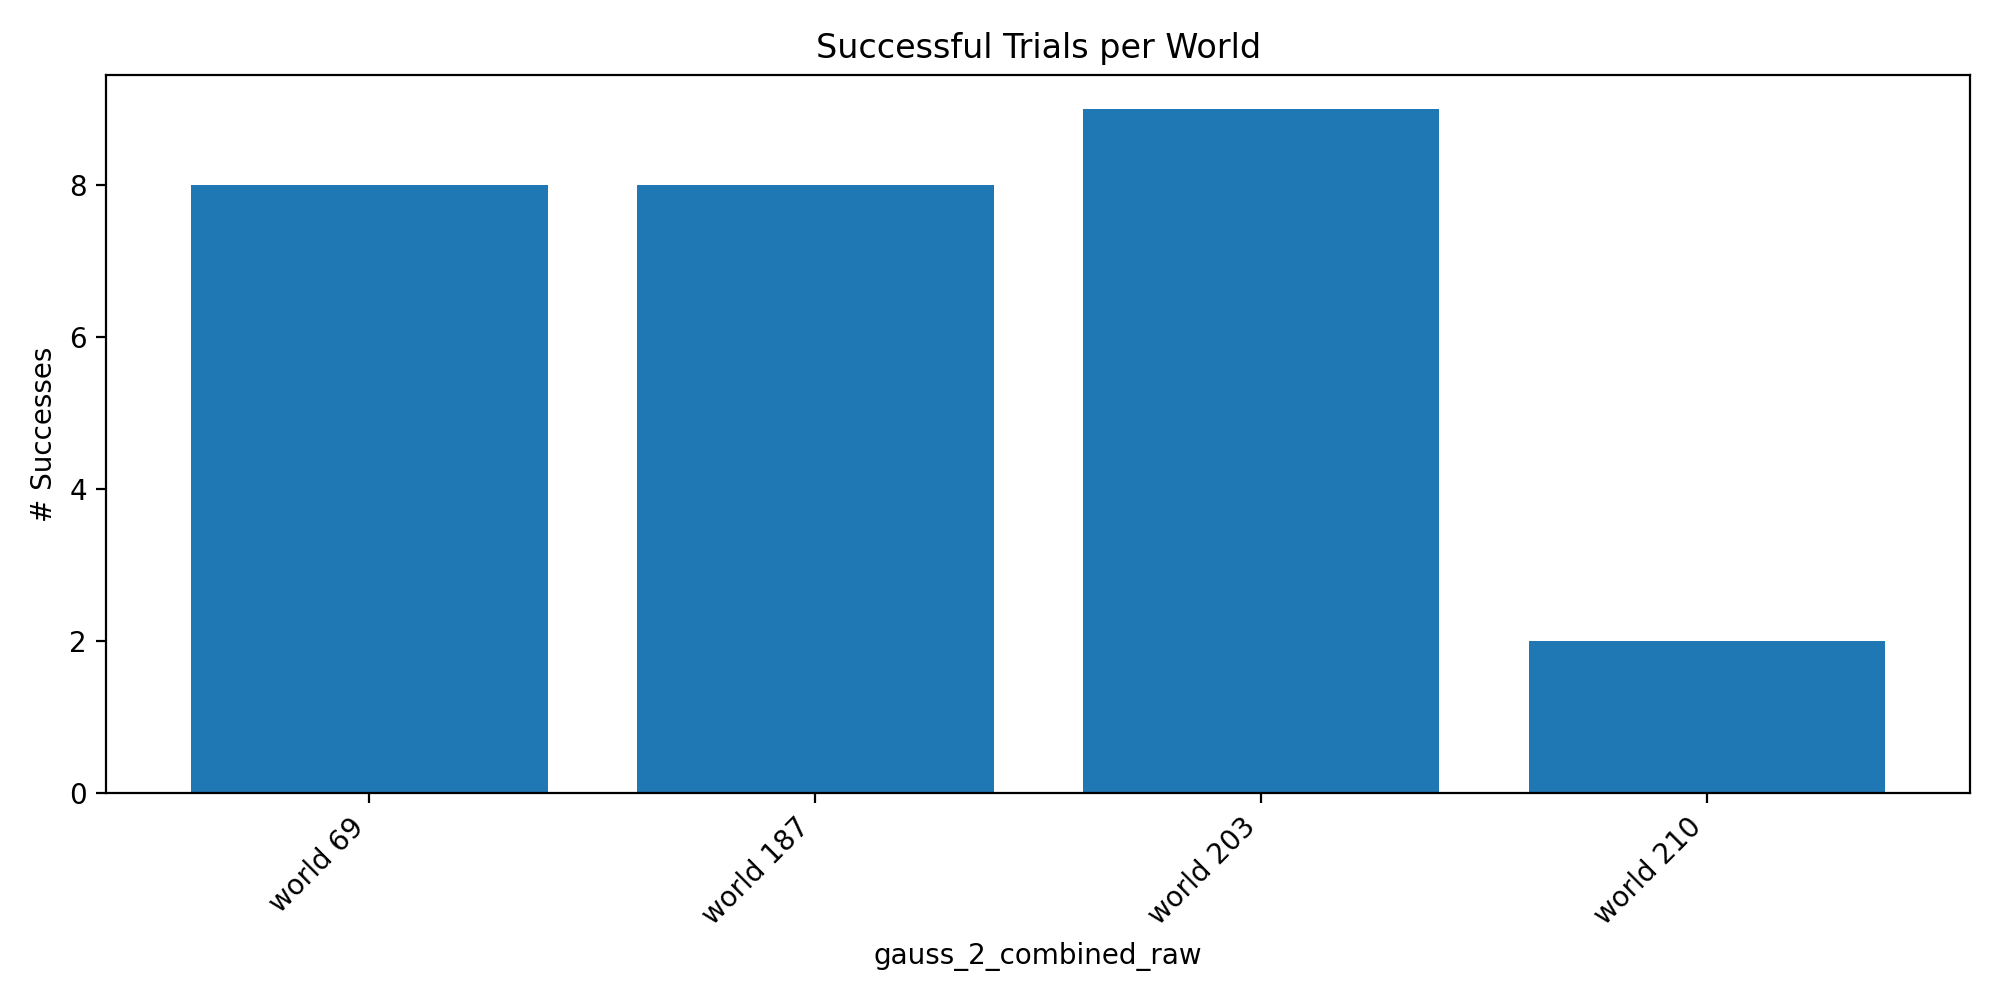 Successful Trials per World
# Successes
8
6
4
2
0
world 69
world 187
world 203
world 210
gauss_2_combined_raw